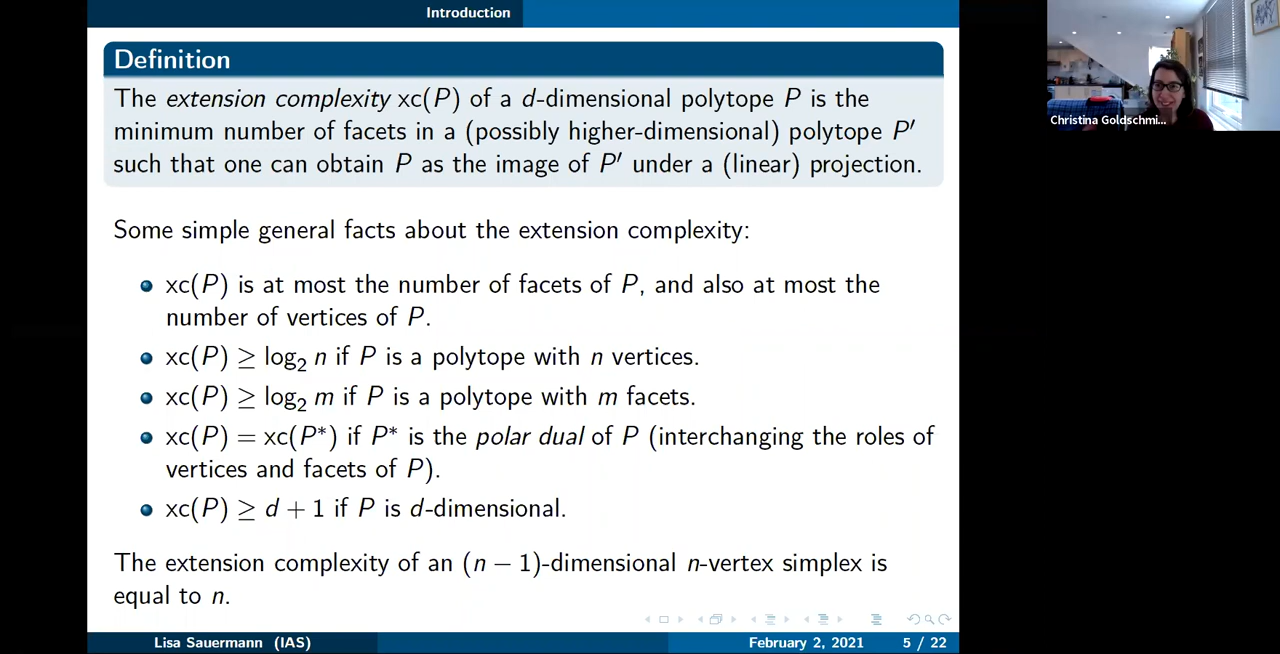 Introduction
Definition
The extension complexity xc(P) of a d-dimensional polytope P is the
minimum number of facets in a (possibly higher-dimensional) polytope P′
such that one can obtain P as the image of P′ under a (linear) projection.
Christina Goldschmi...
Some simple general facts about the extension complexity:
xc(P) is at most the number of facets of P, and also at most the
number of vertices of P.
xc(P) ≥ log₂ n if P is a polytope with n vertices.
xc(P) ≥ log₂ m if P is a polytope with m facets.
xc(P) = xc(P*) if P* is the polar dual of P (interchanging the roles of
vertices and facets of P).
xc(P) ≥ d + 1 if P is d-dimensional.
The extension complexity of an (n − 1)-dimensional n-vertex simplex is
equal to n.
Lisa Sauermann (IAS) February 2, 2021 5 / 22